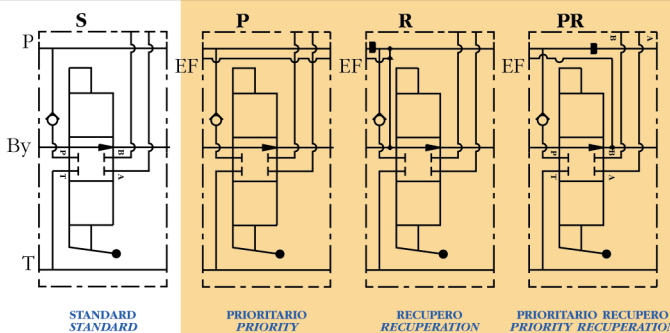 S P R PR
P
EF EF EF
B A
By
P B B P
T A T A
T
STANDARD PRIORITARIO RECUPERO PRIORITARIO RECUPERO
STANDARD PRIORITY RECUPERATION PRIORITY RECUPERATION